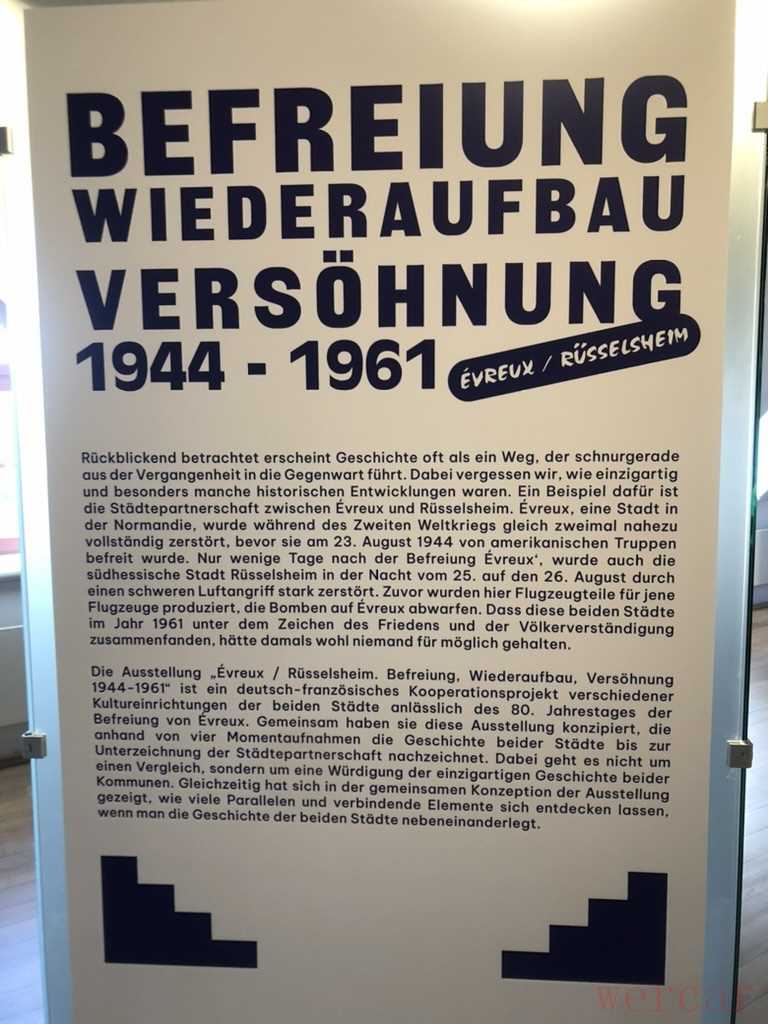 BEFREIUNG
WIEDERAUFBAU
VERSÖHNUNG
1944 - 1961
ÉVREUX / RÜSSELSHEIM
Rückblickend betrachtet erscheint Geschichte oft als ein Weg, der schnurgerade
aus der Vergangenheit in die Gegenwart führt. Dabei vergessen wir, wie einzigartig
und besonders manche historischen Entwicklungen waren. Ein Beispiel dafür ist
die Städtepartnerschaft zwischen Évreux und Rüsselsheim. Évreux, eine Stadt in
der Normandie, wurde während des Zweiten Weltkriegs gleich zweimal nahezu
vollständig zerstört, bevor sie am 23. August 1944 von amerikanischen Truppen
befreit wurde. Nur wenige Tage nach der Befreiung Évreux‘, wurde auch die
südhessische Stadt Rüsselsheim in der Nacht vom 25. auf den 26. August durch
einen schweren Luftangriff stark zerstört. Zuvor wurden hier Flugzeugteile für jene
Flugzeuge produziert, die Bomben auf Évreux abwarfen. Dass diese beiden Städte
im Jahr 1961 unter dem Zeichen des Friedens und der Völkerverständigung
zusammenfanden, hätte damals wohl niemand für möglich gehalten.
Die Ausstellung „Évreux / Rüsselsheim. Befreiung, Wiederaufbau, Versöhnung
1944-1961“ ist ein deutsch-französisches Kooperationsprojekt verschiedener
Kultureinrichtungen der beiden Städte anlässlich des 80. Jahrestages der
Befreiung von Évreux. Gemeinsam haben sie diese Ausstellung konzipiert, die
anhand von vier Momentaufnahmen die Geschichte beider Städte bis zur
Unterzeichnung der Städtepartnerschaft nachzeichnet. Dabei geht es nicht um
einen Vergleich, sondern um eine Würdigung der einzigartigen Geschichte beider
Kommunen. Gleichzeitig hat sich in der gemeinsamen Konzeption der Ausstellung
gezeigt, wie viele Parallelen und verbindende Elemente sich entdecken lassen,
wenn man die Geschichte der beiden Städte nebeneinanderlegt.